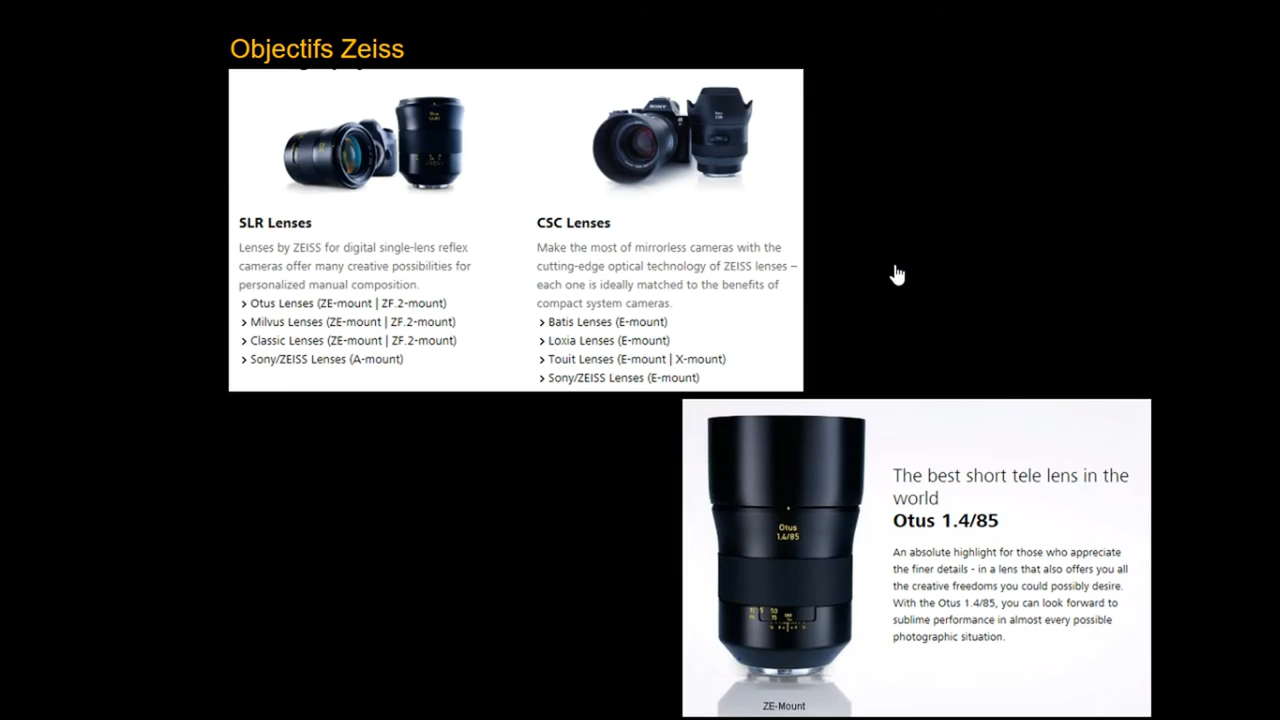 Objectifs Zeiss
SLR Lenses
Lenses by ZEISS for digital single-lens reflex
cameras offer many creative possibilities for
personalized manual composition.
Otus Lenses (ZE-mount | ZF.2-mount)
Milvus Lenses (ZE-mount | ZF.2-mount)
Classic Lenses (ZE-mount | ZF.2-mount)
Sony/ZEISS Lenses (A-mount)
SONY
CSC Lenses
Make the most of mirrorless cameras with the
cutting-edge optical technology of ZEISS lenses –
each one is ideally matched to the benefits of
compact system cameras.
Batis Lenses (E-mount)
Loxia Lenses (E-mount)
Touit Lenses (E-mount | X-mount)
Sony/ZEISS Lenses (E-mount)
Otus
1.4/85
ZE-Mount
The best short tele lens in the
world
Otus 1.4/85
An absolute highlight for those who appreciate
the finer details - in a lens that also offers you all
the creative freedoms you could possibly desire.
With the Otus 1.4/85, you can look forward to
sublime performance in almost every possible
photographic situation.